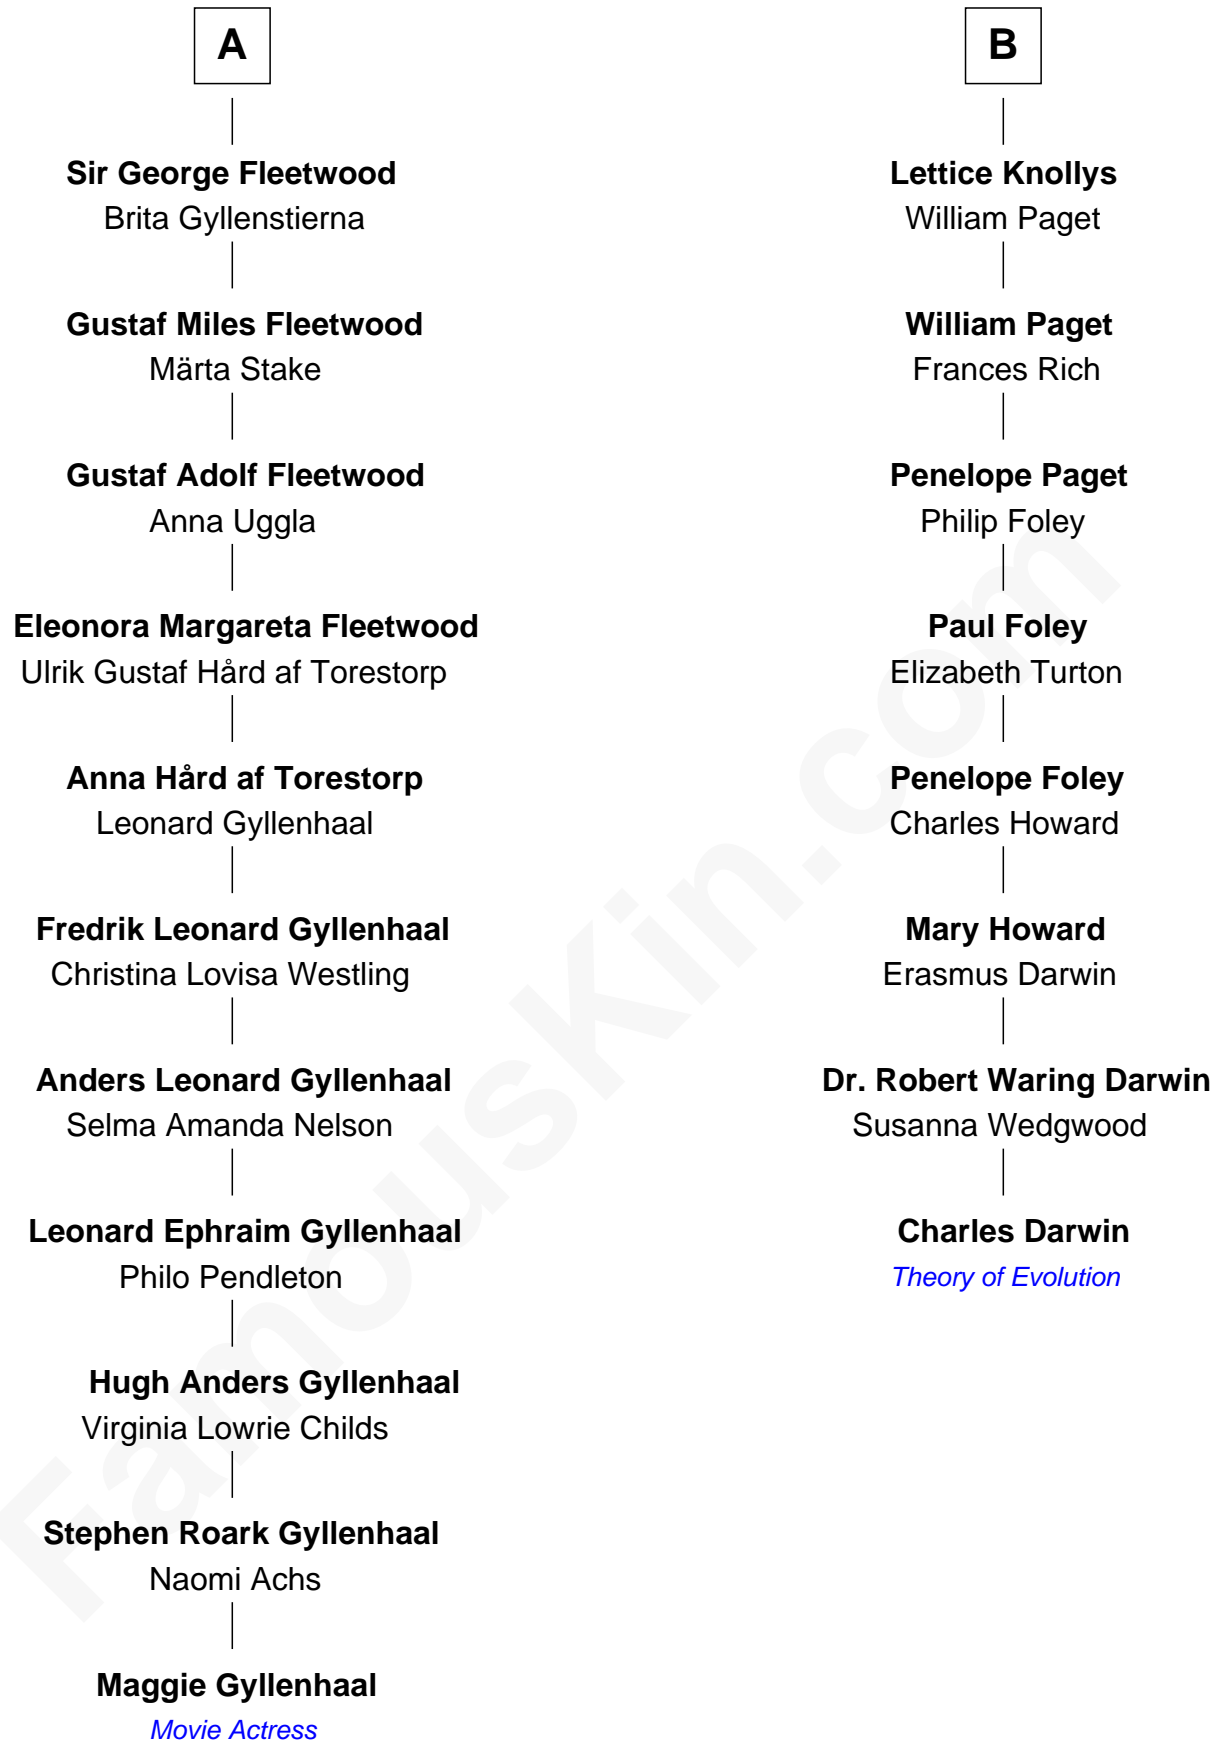 A
Sir George Fleetwood
Brita Gyllenstierna
Gustaf Miles Fleetwood
Märta Stake
Gustaf Adolf Fleetwood
Anna Uggla
Eleonora Margareta Fleetwood
Ulrik Gustaf Hård af Torestorp
Anna Hård af Torestorp
Leonard Gyllenhaal
Fredrik Leonard Gyllenhaal
Christina Lovisa Westling
Anders Leonard Gyllenhaal
Selma Amanda Nelson
Leonard Ephraim Gyllenhaal
Philo Pendleton
Hugh Anders Gyllenhaal
Virginia Lowrie Childs
Stephen Roark Gyllenhaal
Naomi Achs
Maggie Gyllenhaal
Movie Actress
B
Lettice Knollys
William Paget
William Paget
Frances Rich
Penelope Paget
Philip Foley
Paul Foley
Elizabeth Turton
Penelope Foley
Charles Howard
Mary Howard
Erasmus Darwin
Dr. Robert Waring Darwin
Susanna Wedgwood
Charles Darwin
Theory of Evolution
FamousKin.com